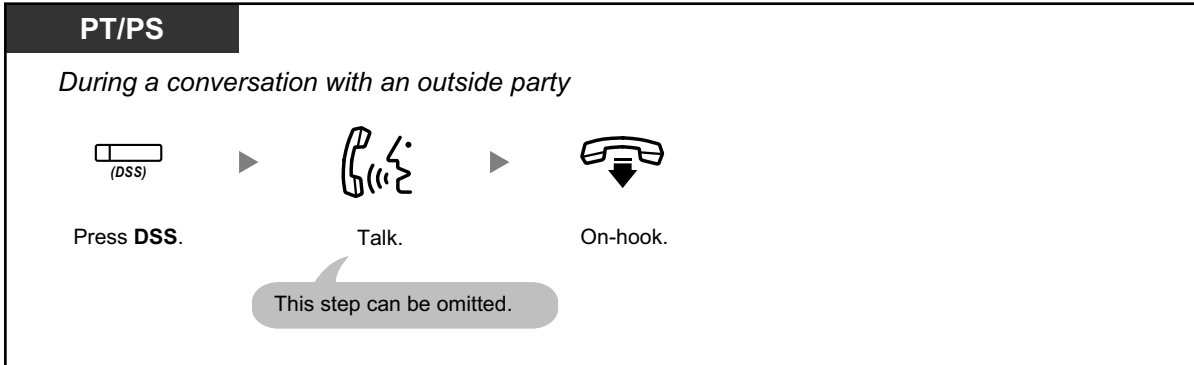 PT/PS
During a conversation with an outside party
(DSS)
Press DSS.
Talk.
On-hook.
This step can be omitted.